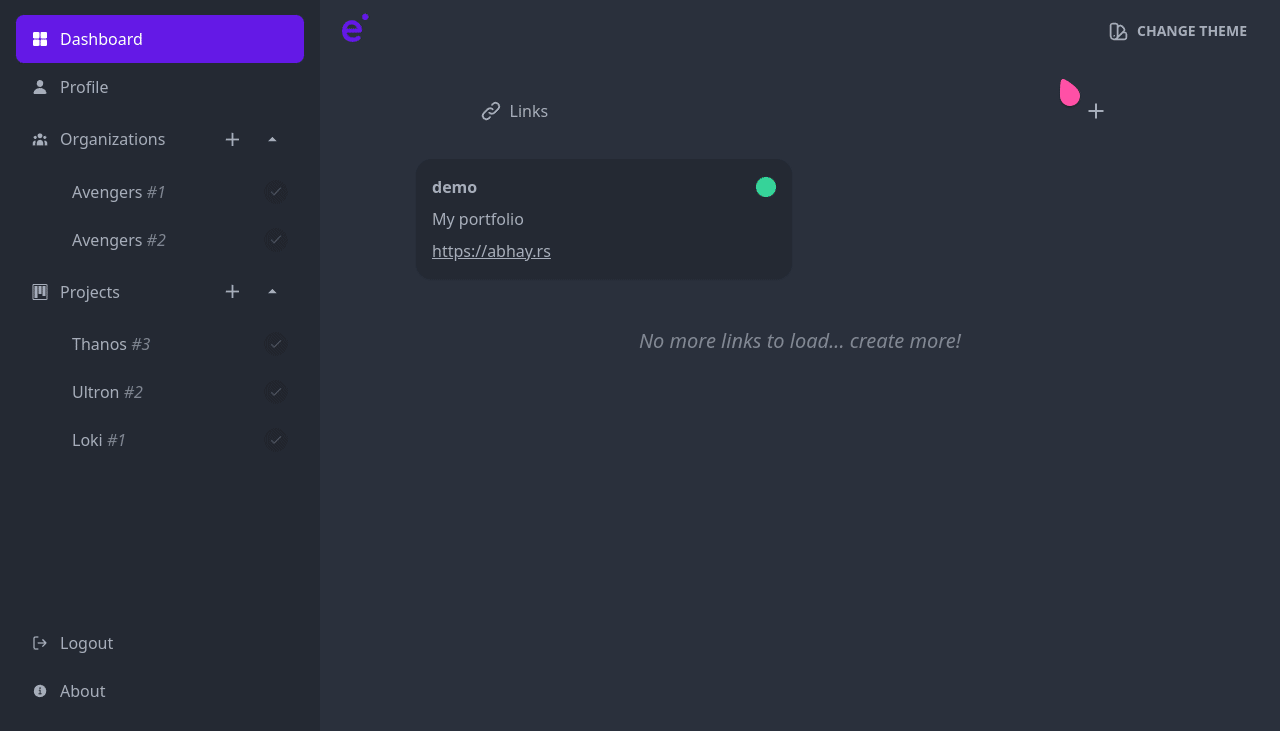 Dashboard
Profile
Organizations
Avengers #1
Avengers #2
Projects
Thanos #3
Ultron #2
Loki #1
Logout
About
e
CHANGE THEME
Links
demo
My portfolio
https://abhay.rs
No more links to load... create more!